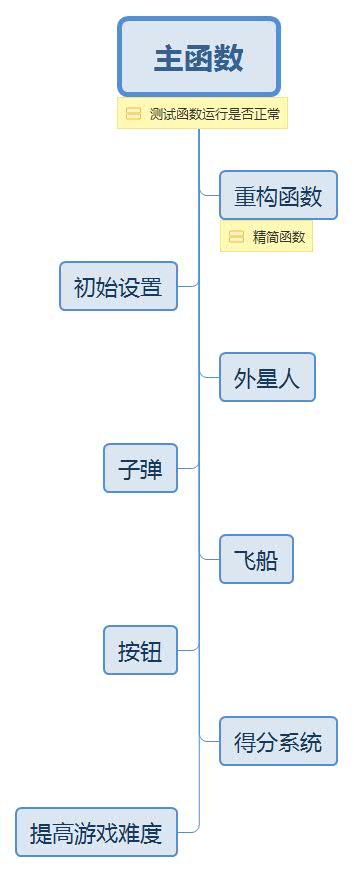 主函数
测试函数运行是否正常
重构函数
精简函数
初始设置
外星人
子弹
飞船
按钮
得分系统
提高游戏难度